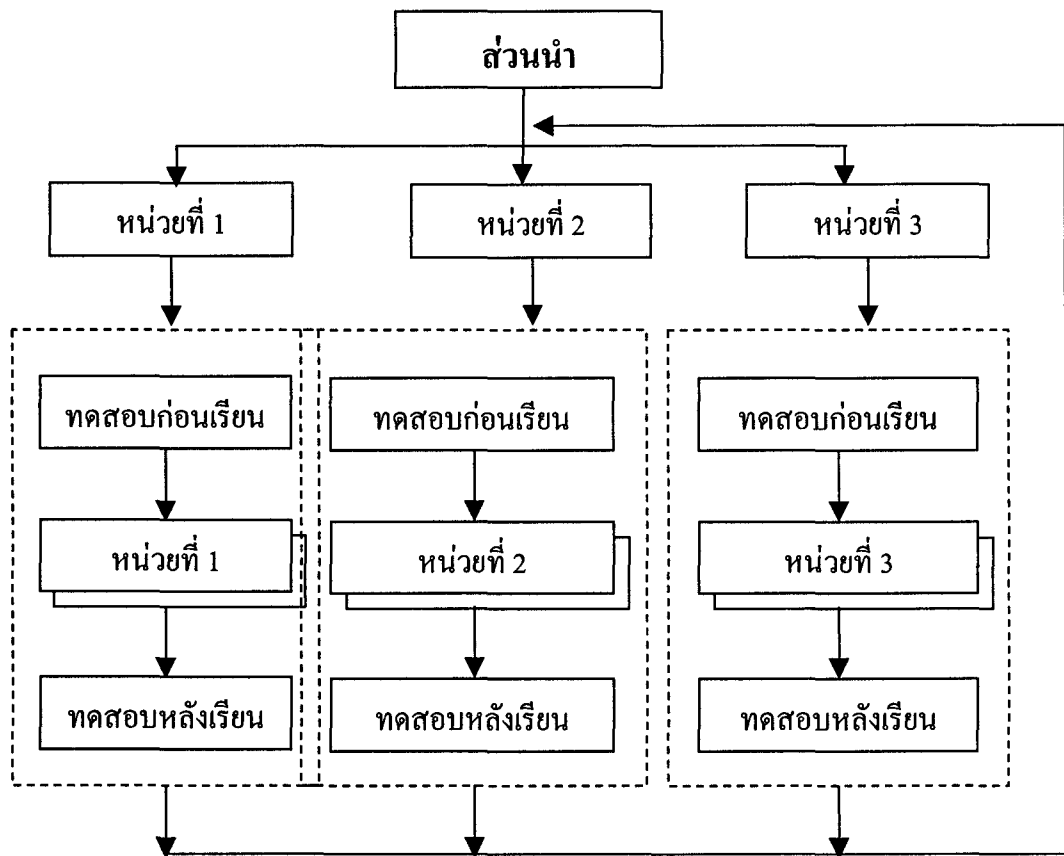 ส่วนนำ
หน่วยที่ 1
หน่วยที่ 2
หน่วยที่ 3
ทดสอบก่อนเรียน
ทดสอบก่อนเรียน
ทดสอบก่อนเรียน
หน่วยที่ 1
หน่วยที่ 2
หน่วยที่ 3
ทดสอบหลังเรียน
ทดสอบหลังเรียน
ทดสอบหลังเรียน